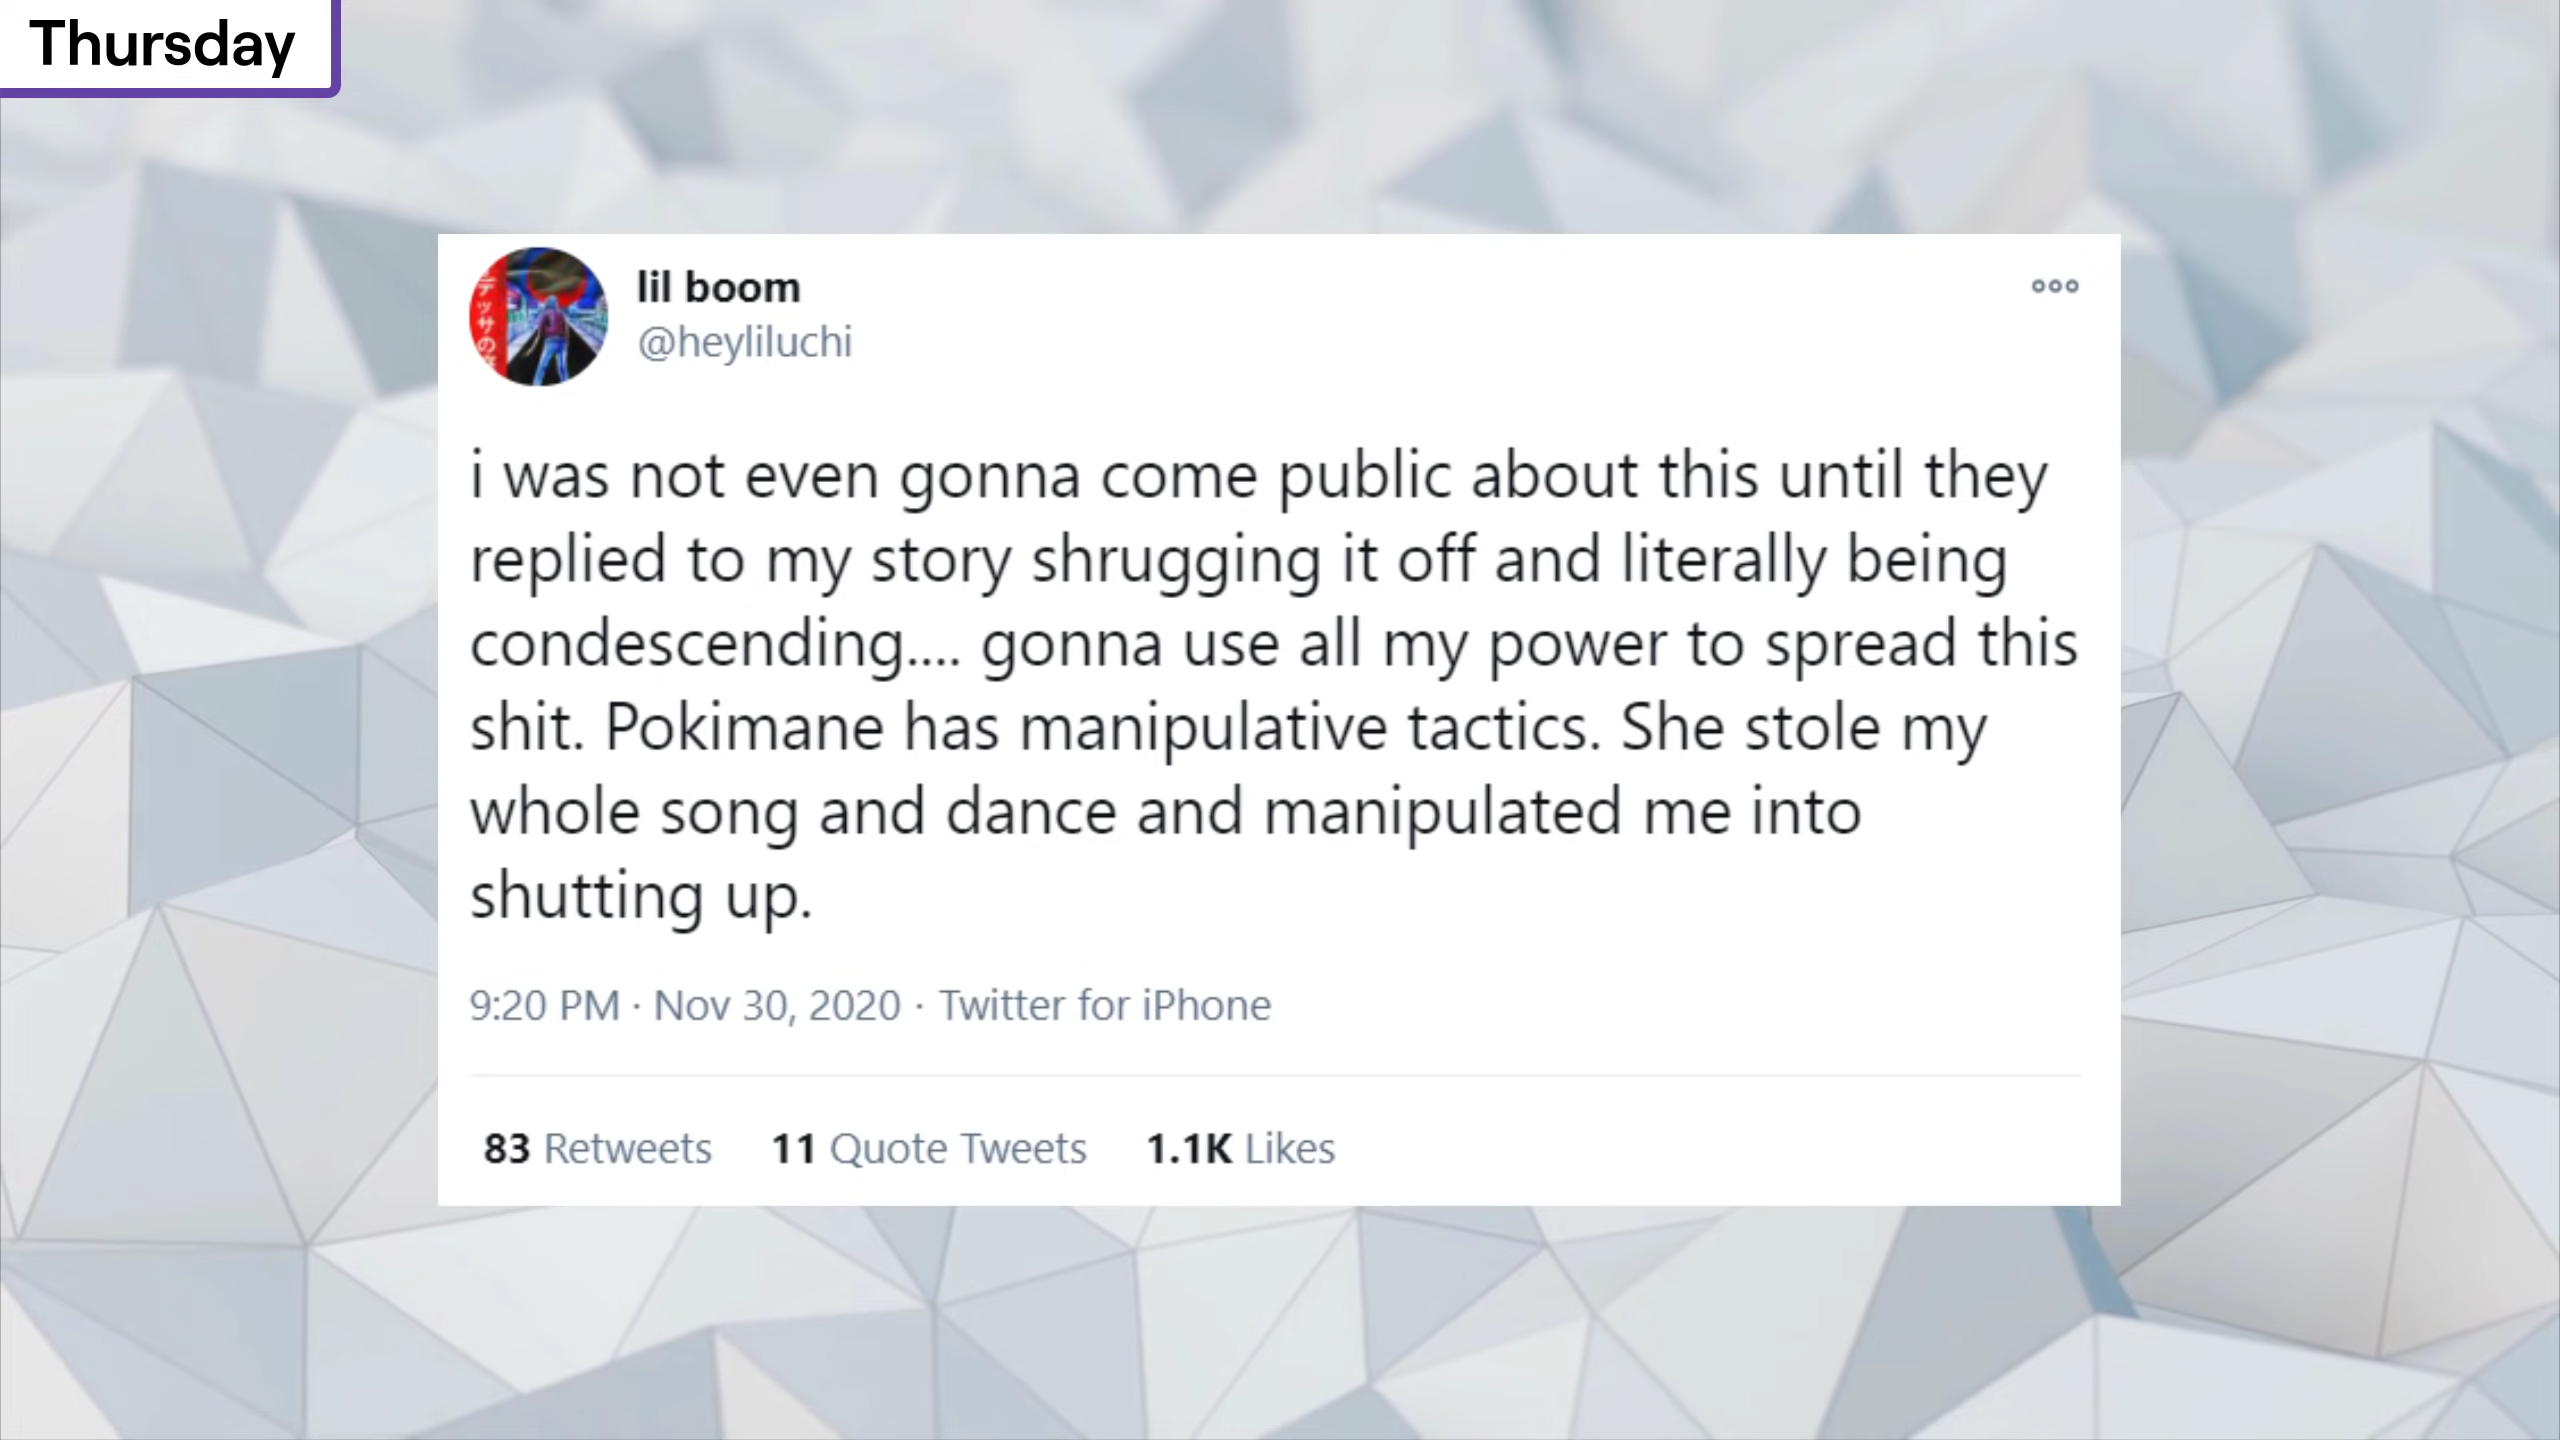 Thursday
lil boom
@heyliluchi
i was not even gonna come public about this until they
replied to my story shrugging it off and literally being
condescending.... gonna use all my power to spread this
shit. Pokimane has manipulative tactics. She stole my
whole song and dance and manipulated me into
shutting up.
9:20 PM · Nov 30, 2020 · Twitter for iPhone
83 Retweets 11 Quote Tweets 1.1K Likes